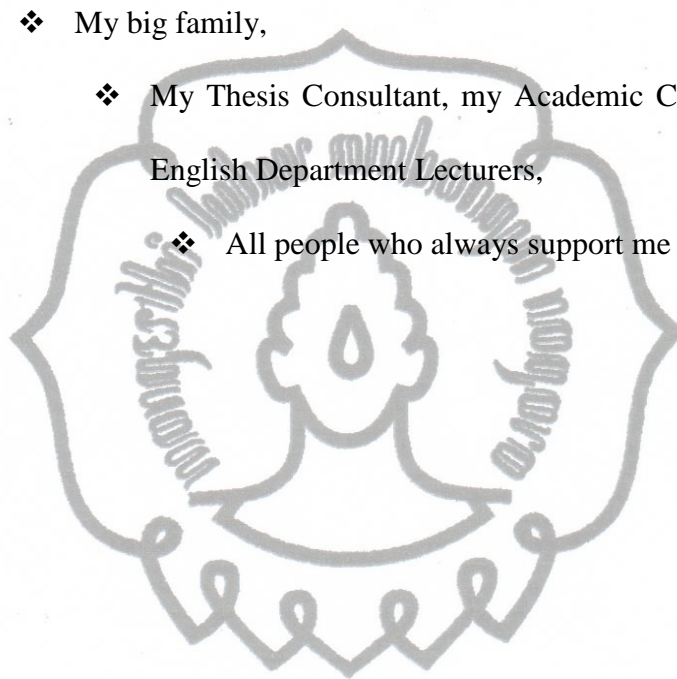 ❖ My big family,
❖ My Thesis Consultant, my Academic C
English Department Lecturers,
❖ All people who always support me